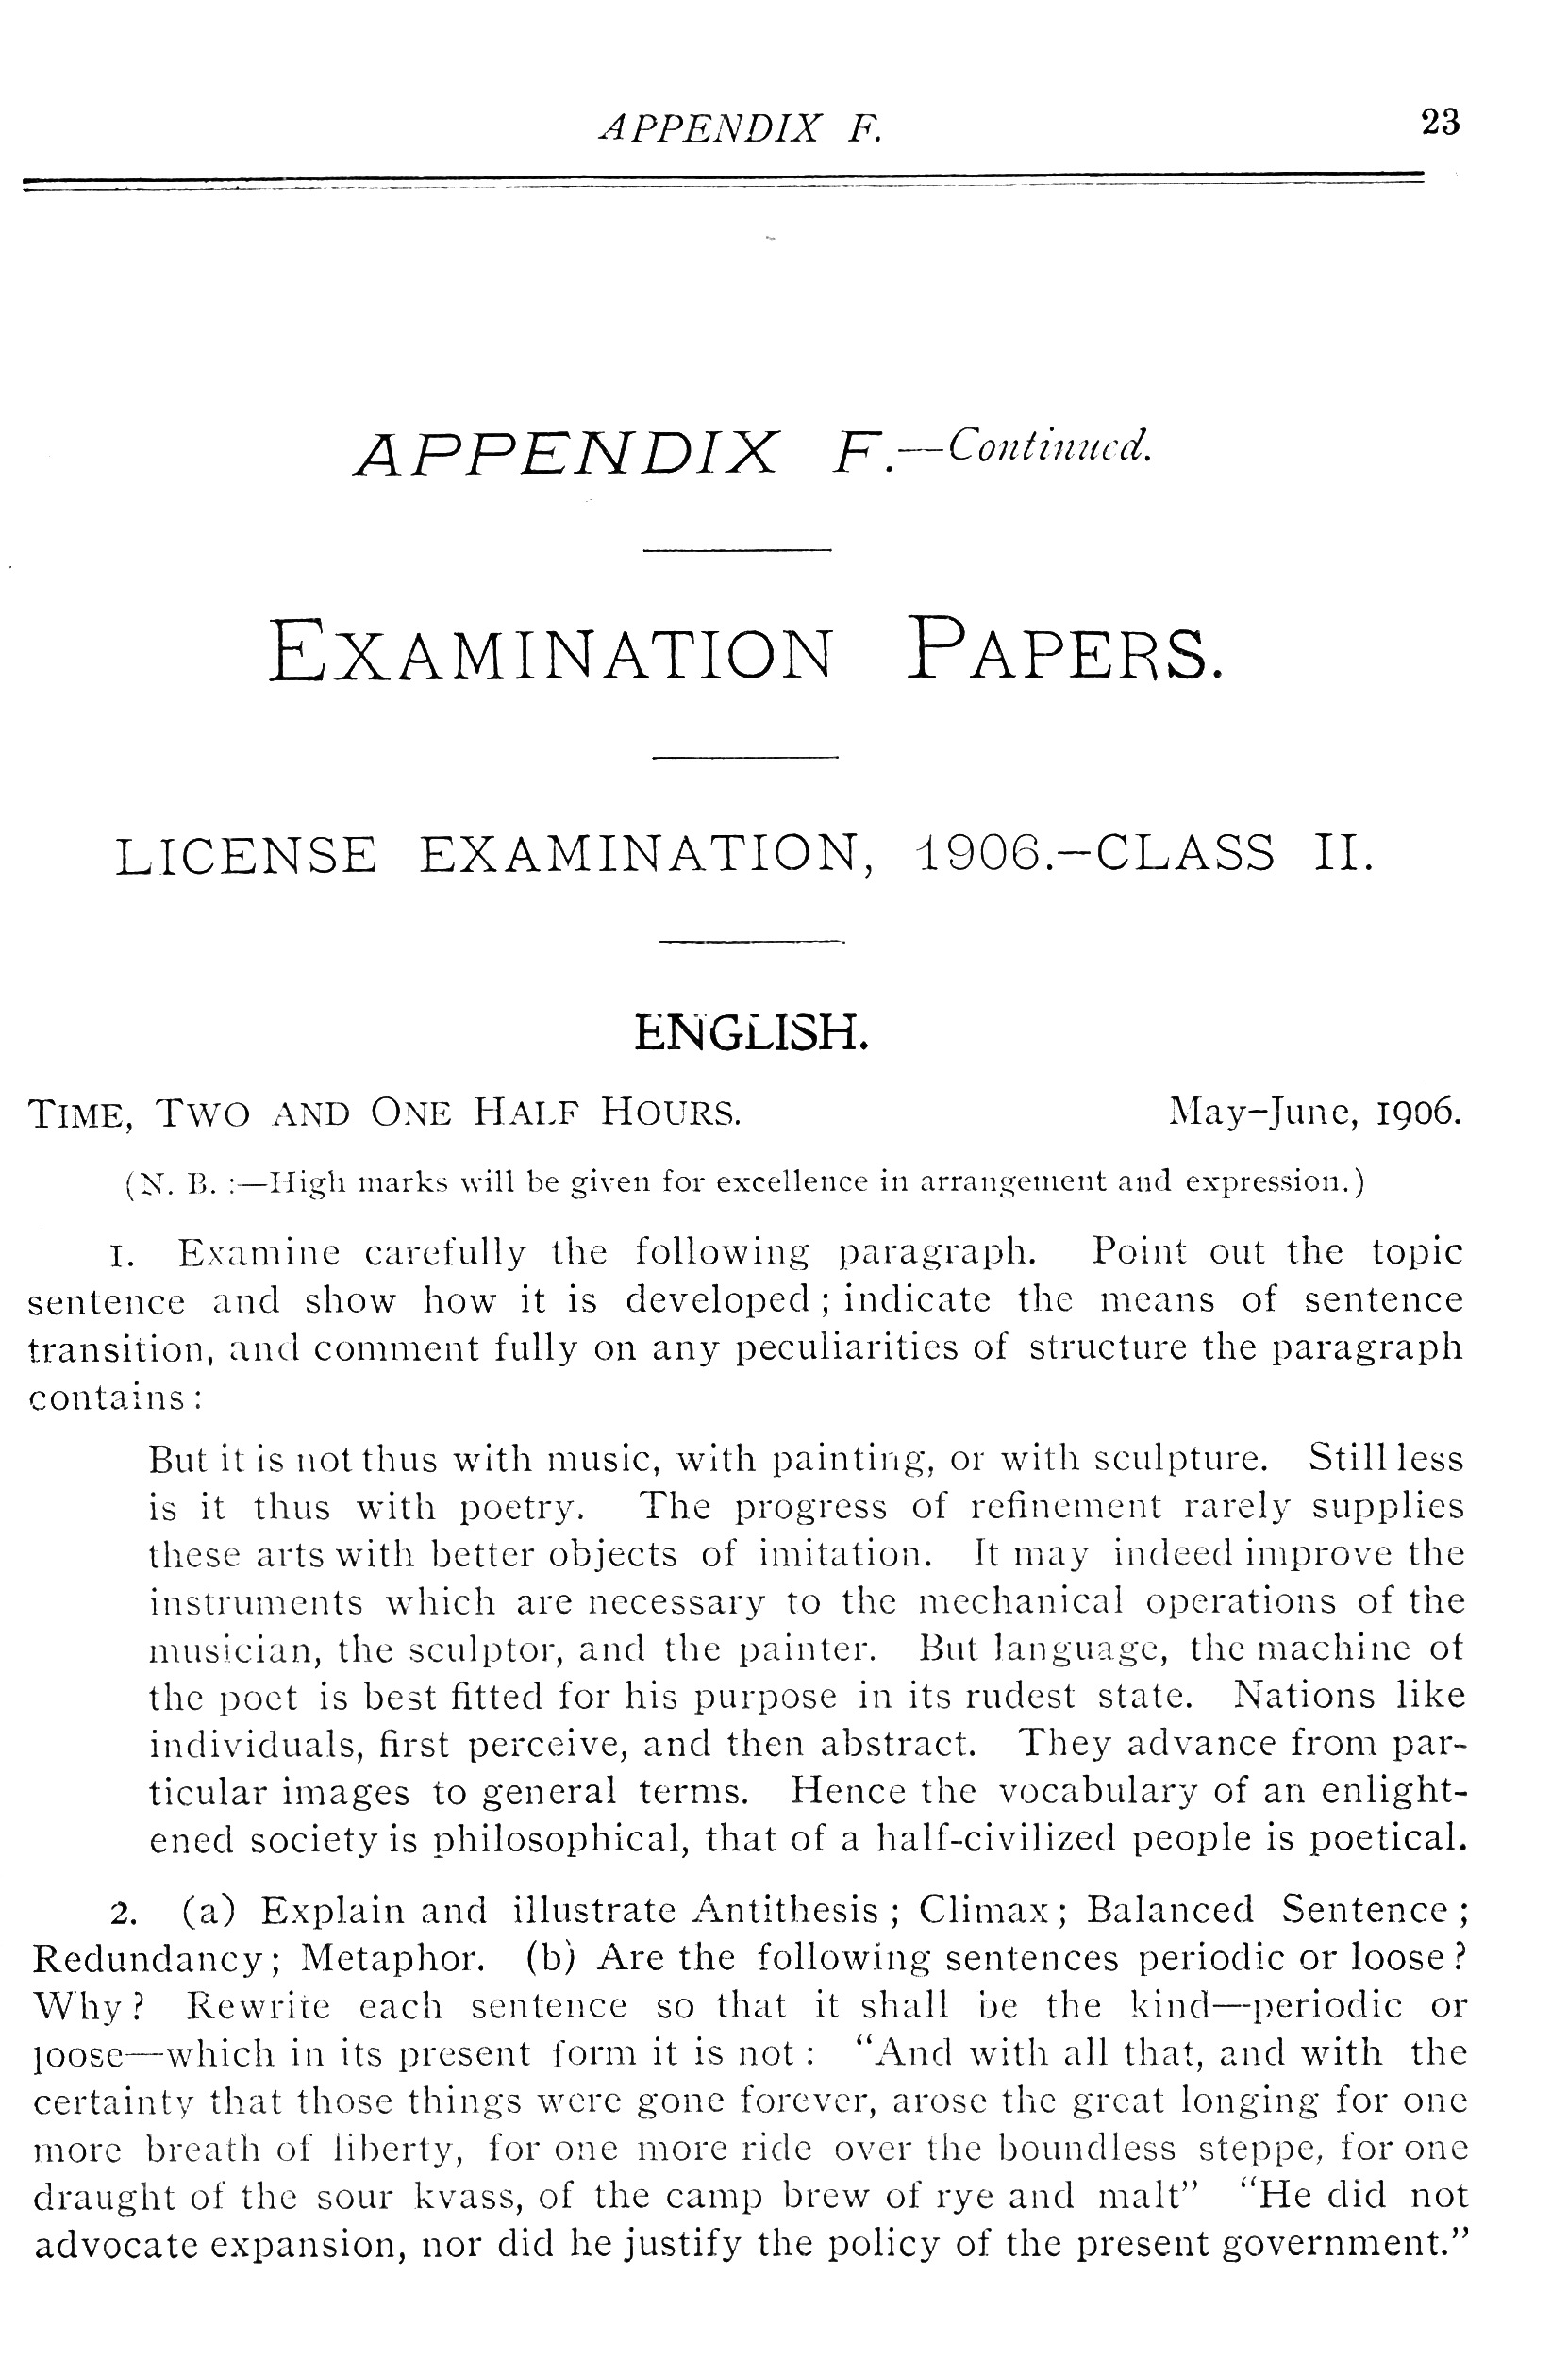 APPENDIX F.
23
APPENDIX F.—Continued.
EXAMINATION PAPERS.
LICENSE EXAMINATION, 1906.—CLASS II.
ENGLISH.
TIME, TWO AND ONE HALF HOURS. May–June, 1906.
(N. B. :—High marks will be given for excellence in arrangement and expression.)
1. Examine carefully the following paragraph. Point out the topic
sentence and show how it is developed; indicate the means of sentence
transition, and comment fully on any peculiarities of structure the paragraph
contains:
But it is not thus with music, with painting, or with sculpture. Still less
is it thus with poetry. The progress of refinement rarely supplies
these arts with better objects of imitation. It may indeed improve the
instruments which are necessary to the mechanical operations of the
musician, the sculptor, and the painter. But language, the machine of
the poet is best fitted for his purpose in its rudest state. Nations like
individuals, first perceive, and then abstract. They advance from par-
ticular images to general terms. Hence the vocabulary of an enlight-
ened society is philosophical, that of a half-civilized people is poetical.
2. (a) Explain and illustrate Antithesis; Climax; Balanced Sentence;
Redundancy; Metaphor. (b) Are the following sentences periodic or loose?
Why? Rewrite each sentence so that it shall be the kind—periodic or
loose—which in its present form it is not: "And with all that, and with the
certainty that those things were gone forever, arose the great longing for one
more breath of liberty, for one more ride over the boundless steppe, for one
draught of the sour kvass, of the camp brew of rye and malt" "He did not
advocate expansion, nor did he justify the policy of the present government."